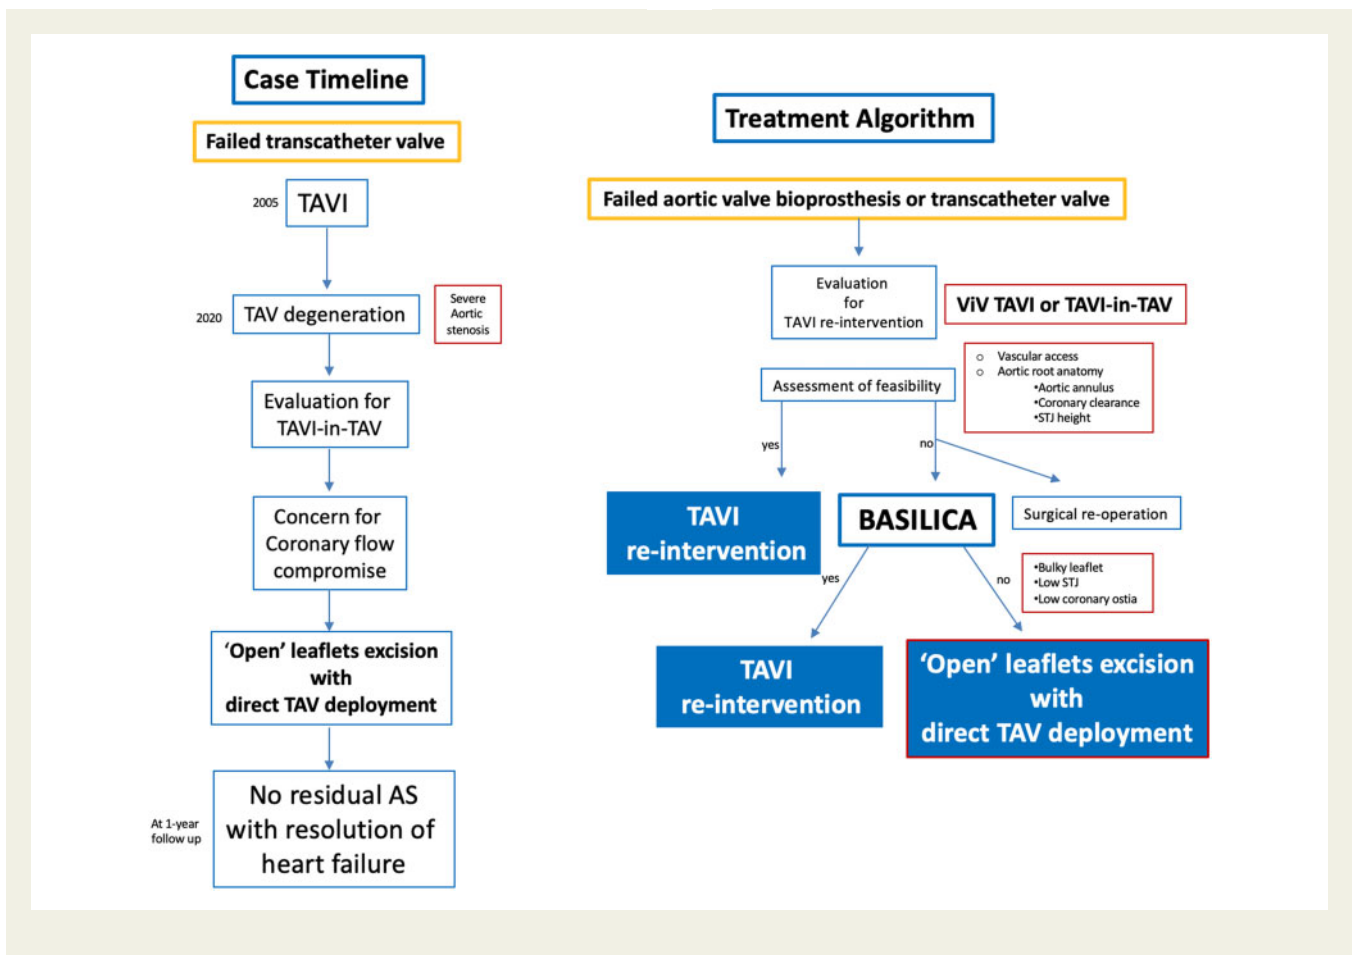 Case Timeline
Failed transcatheter valve
2005
TAVI
2020
TAV degeneration
Severe
Aortic
stenosis
Evaluation for
TAVI-in-TAV
Concern for
Coronary flow
compromise
‘Open’ leaflets excision
with
direct TAV deployment
At 1-year
follow up
No residual AS
with resolution of
heart failure
Treatment Algorithm
Failed aortic valve bioprosthesis or transcatheter valve
Evaluation
for
TAVI re-intervention
ViV TAVI or TAVI-in-TAV
Assessment of feasibility
○ Vascular access
○ Aortic root anatomy
•Aortic annulus
•Coronary clearance
•STJ height
yes
no
TAVI
re-intervention
BASILICA
Surgical re-operation
yes
no
•Bulky leaflet
•Low STJ
•Low coronary ostia
TAVI
re-intervention
‘Open’ leaflets excision
with
direct TAV deployment